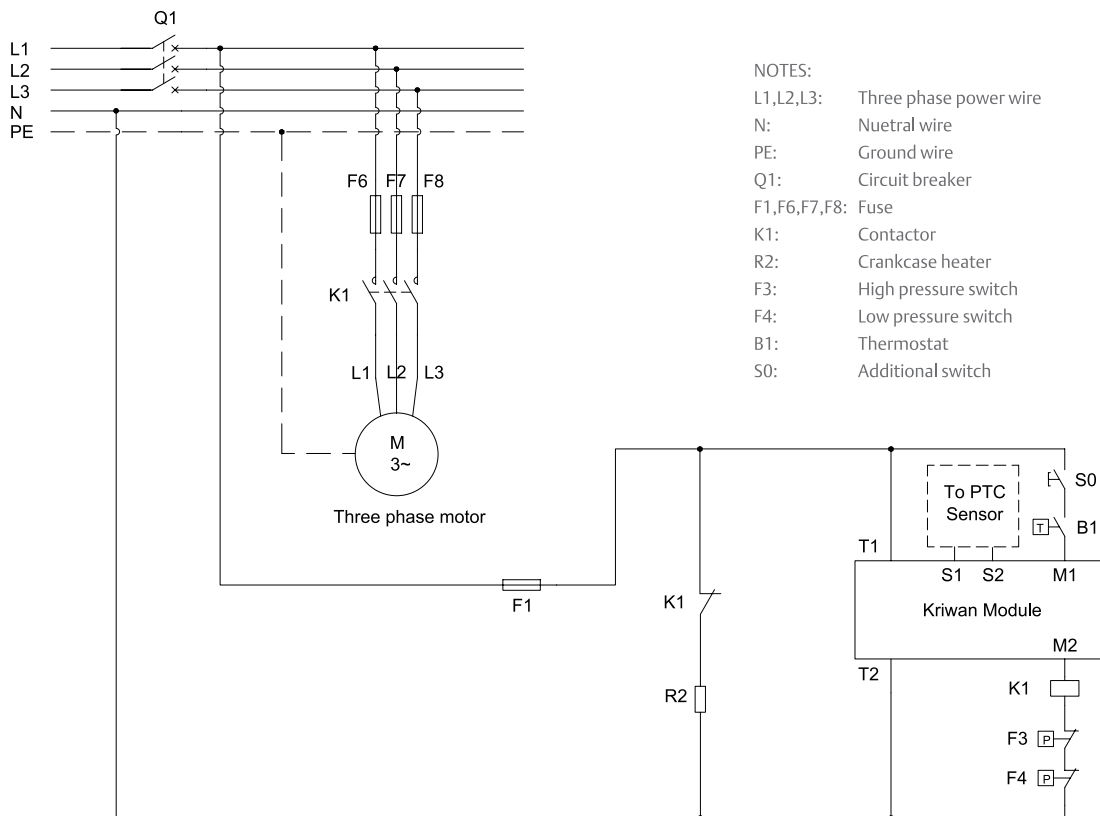 Q1
L1
L2
L3
N
PE
NOTES:
L1,L2,L3: Three phase power wire
N: Nuetral wire
PE: Ground wire
Q1: Circuit breaker
F1,F6,F7,F8: Fuse
K1: Contactor
R2: Crankcase heater
F3: High pressure switch
F4: Low pressure switch
B1: Thermostat
S0: Additional switch
F6 F7 F8
K1
L1 L2 L3
M
3~
Three phase motor
F1
K1
R2
To PTC
Sensor
S0
T B1
T1
S1 S2 M1
Kriwan Module
M2
T2
K1
F3 P
F4 P